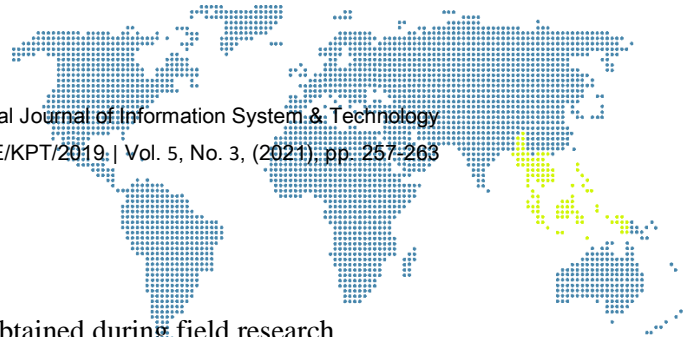 al Journal of Information System & Technology
E/KPT/2019 | Vol. 5, No. 3, (2021), pp. 257-263
btained during field research